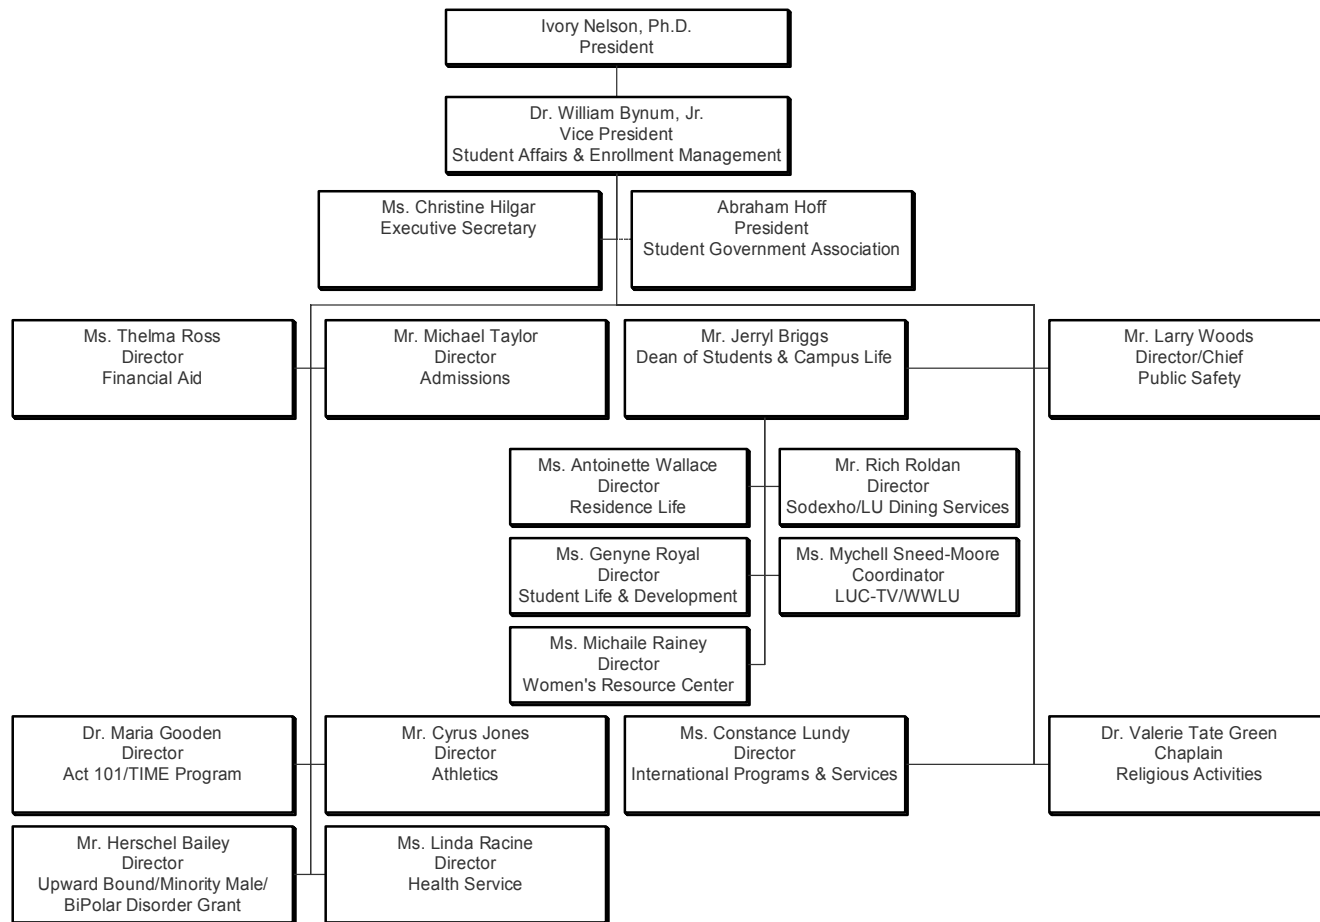 Ivory Nelson, Ph.D.
President
Dr. William Bynum, Jr.
Vice President
Student Affairs & Enrollment Management
Ms. Christine Hilgar
Executive Secretary
Abraham Hoff
President
Student Government Association
Ms. Thelma Ross
Director
Financial Aid
Mr. Michael Taylor
Director
Admissions
Mr. Jerryl Briggs
Dean of Students & Campus Life
Mr. Larry Woods
Director/Chief
Public Safety
Ms. Antoinette Wallace
Director
Residence Life
Mr. Rich Roldan
Director
Sodexho/LU Dining Services
Ms. Genyne Royal
Director
Student Life & Development
Ms. Mychell Sneed-Moore
Coordinator
LUC-TV/WWLU
Ms. Michaile Rainey
Director
Women's Resource Center
Dr. Maria Gooden
Director
Act 101/TIME Program
Mr. Cyrus Jones
Director
Athletics
Ms. Constance Lundy
Director
International Programs & Services
Dr. Valerie Tate Green
Chaplain
Religious Activities
Mr. Herschel Bailey
Director
Upward Bound/Minority Male/
BiPolar Disorder Grant
Ms. Linda Racine
Director
Health Service